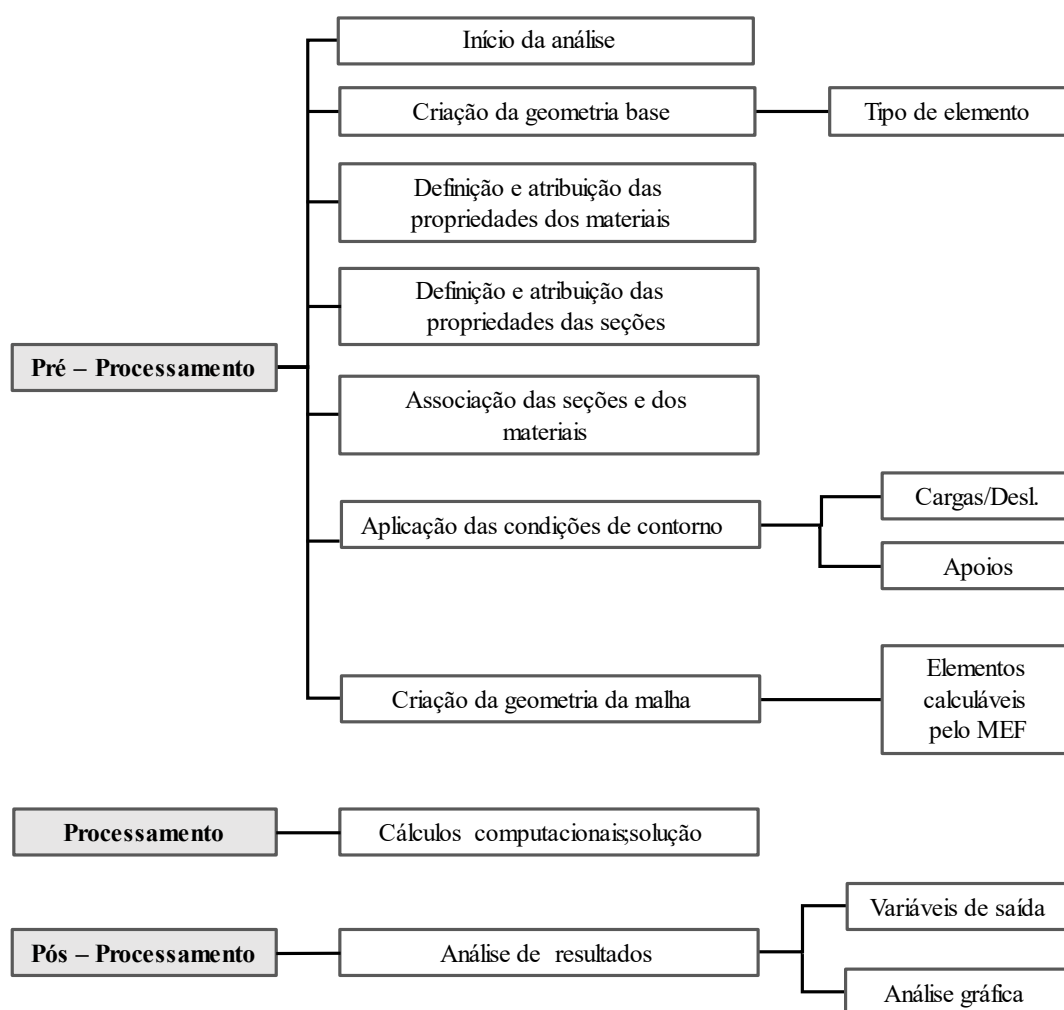 Início da análise
Criação da geometria base
Tipo de elemento
Definição e atribuição das
propriedades dos materiais
Definição e atribuição das
propriedades das seções
Pré – Processamento
Associação das seções e dos
materiais
Cargas/Desl.
Aplicação das condições de contorno
Apoios
Elementos
calculáveis
pelo MEF
Criação da geometria da malha
Processamento
Cálculos computacionais;solução
Variáveis de saída
Pós – Processamento
Análise de resultados
Análise gráfica